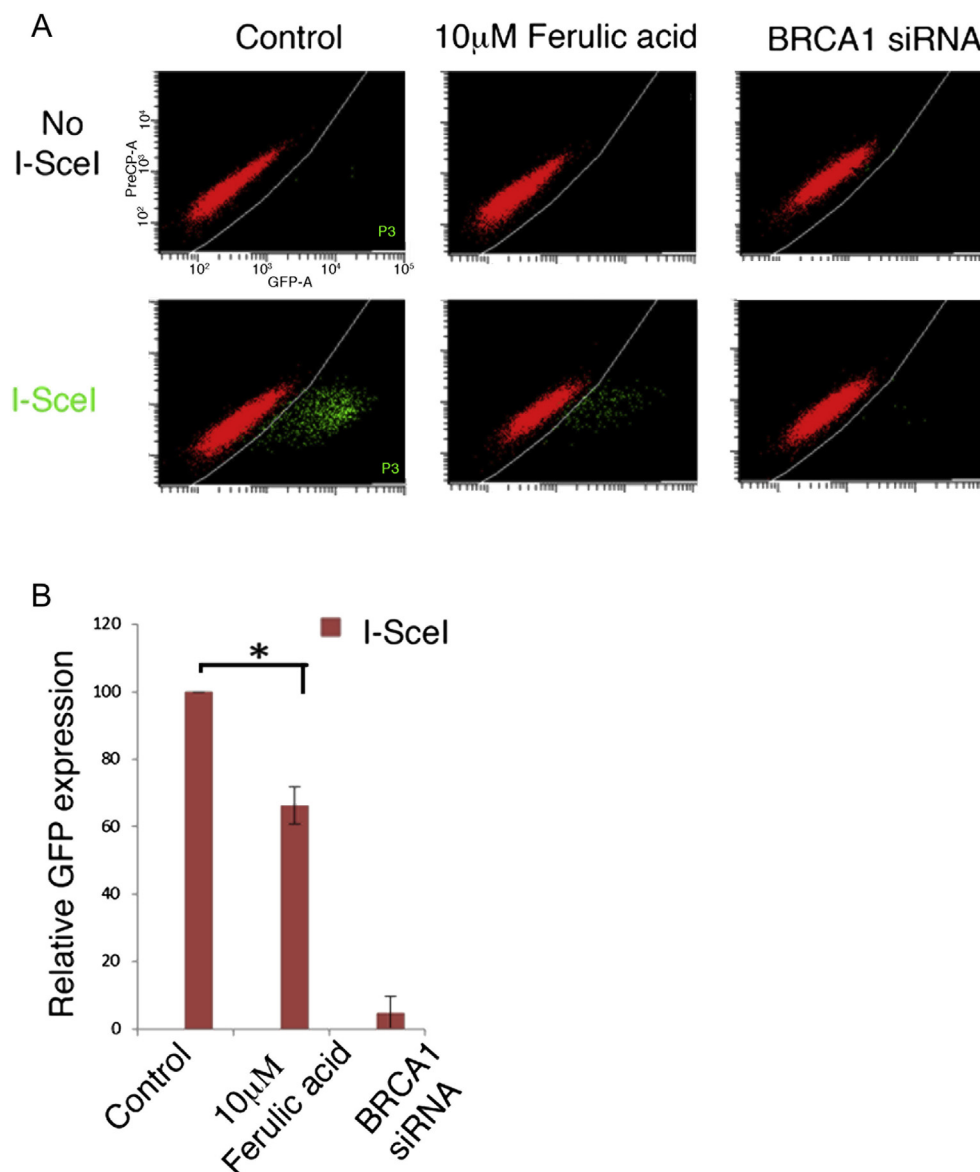 A
Control
10μM Ferulic acid
BRCA1 siRNA
No
I-SceI
PreCP-A
10⁴
10³
10²
P3
10²
10³
10⁴
10⁵
GFP-A
I-SceI
P3
B
I-SceI
*
Relative GFP expression
120
100
80
60
40
20
0
Control
10μM
Ferulic acid
BRCA1
siRNA